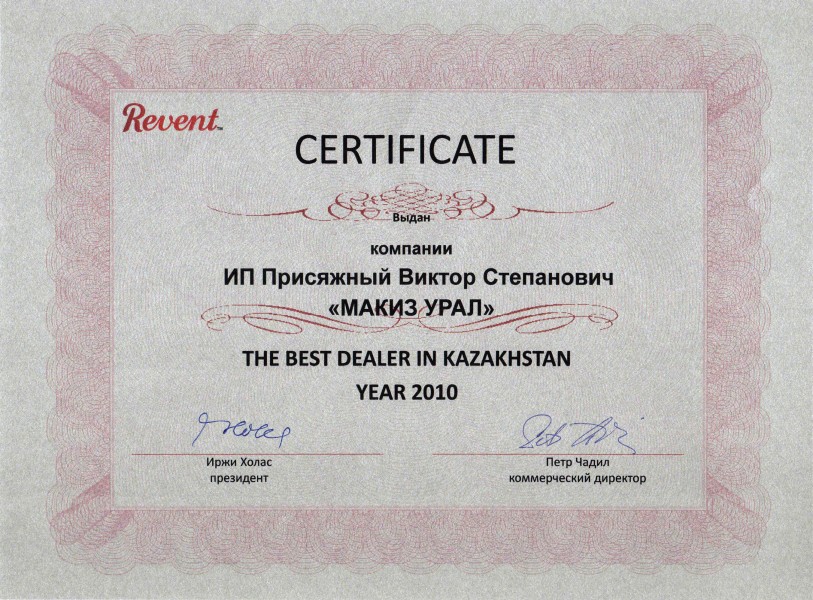 Revent™
CERTIFICATE
Выдан
компании
ИП Присяжный Виктор Степанович
«МАКИЗ УРАЛ»
THE BEST DEALER IN KAZAKHSTAN
YEAR 2010
Иржи Холас
президент
Петр Чадил
коммерческий директор